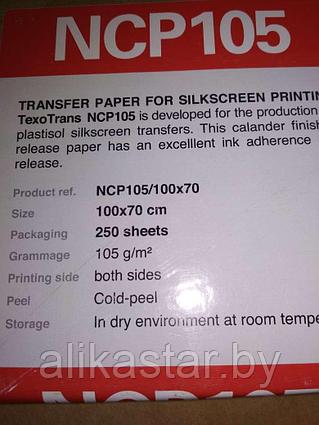 NCP105
TRANSFER PAPER FOR SILKSCREEN PRINTIN
TexoTrans NCP105 is developed for the production
plastisol silkscreen transfers. This calander finish
release paper has an excelllent ink adherence
release.
Product ref. NCP105/100x70
Size 100x70 cm
Packaging 250 sheets
Grammage 105 g/m²
Printing side both sides
Peel Cold-peel
Storage In dry environment at room tempe
alikastar.by
NCP105